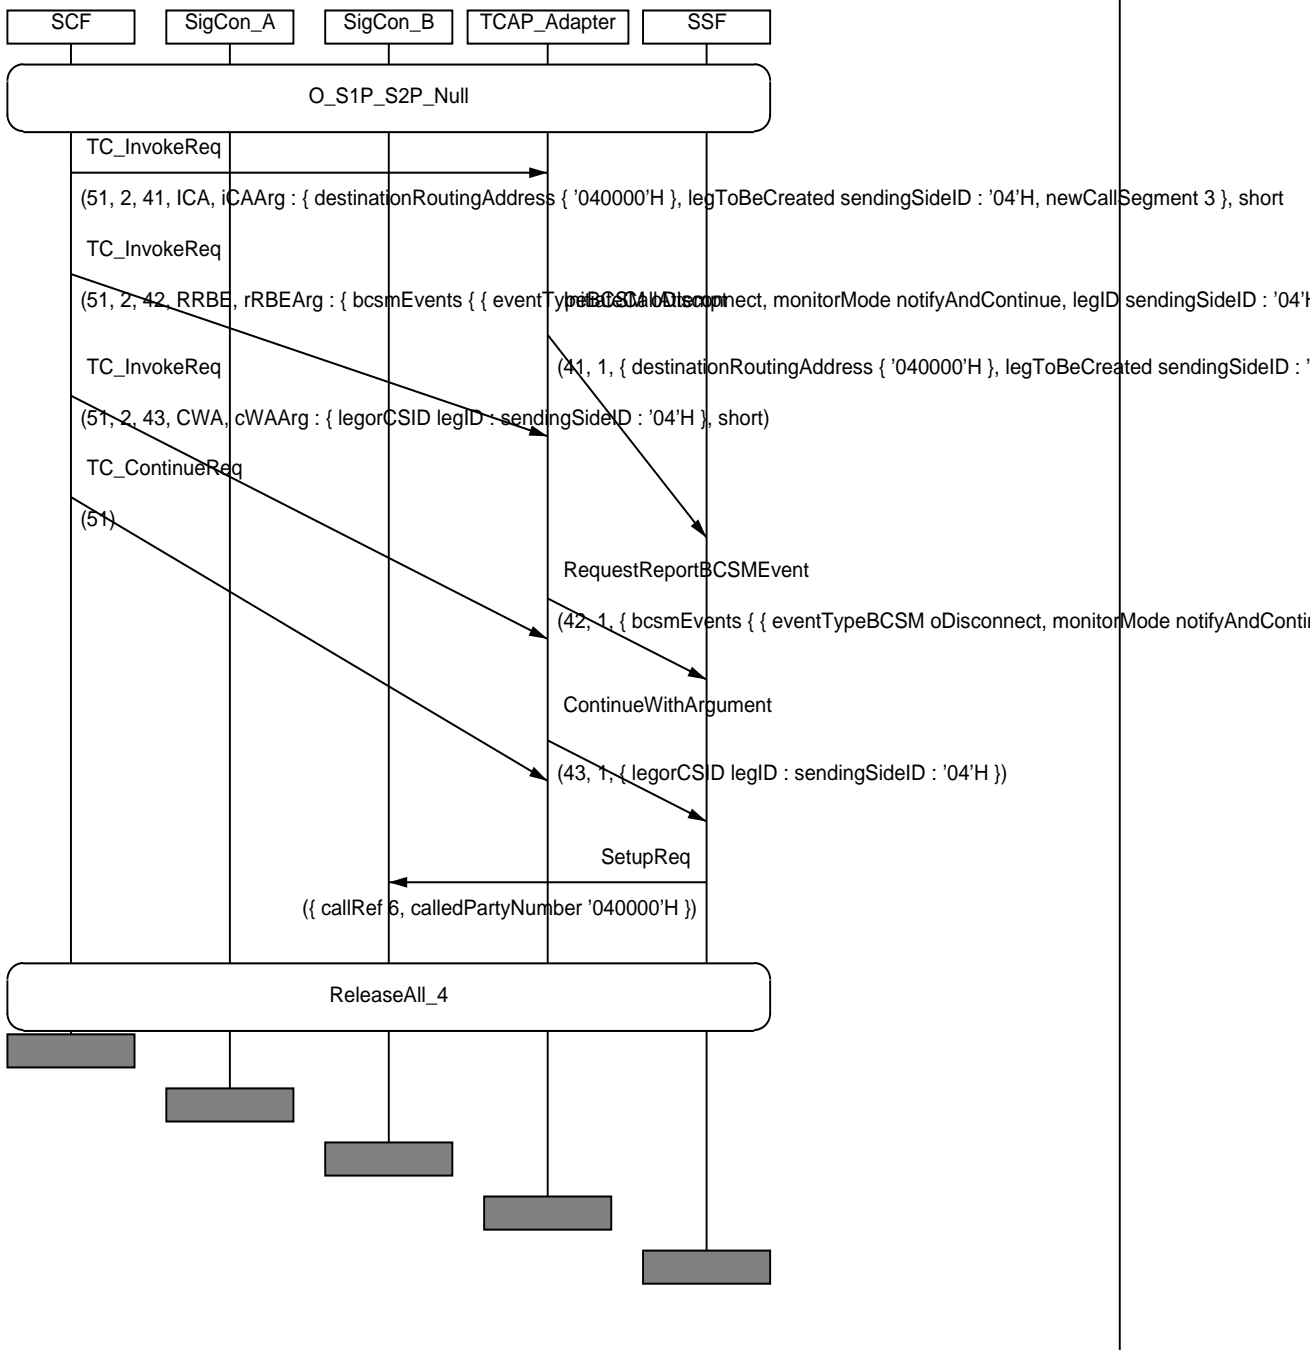 SCF SigCon_A SigCon_B TCAP_Adapter SSF
O_S1P_S2P_Null
TC_InvokeReq
(51, 2, 41, ICA, iCAArg : { destinationRoutingAddress { '040000'H }, legToBeCreated sendingSideID : '04'H, newCallSegment 3 }, short
TC_InvokeReq
(51, 2, 42, RRBE, rRBEArg : { bcsmEvents { { eventTypeBCSM oDisconnect, monitorMode notifyAndContinue, legID sendingSideID : '04'H
InitiateCallAttempt
TC_InvokeReq
(41, 1, { destinationRoutingAddress { '040000'H }, legToBeCreated sendingSideID : '
(51, 2, 43, CWA, cWAArg : { legorCSID legID : sendingSideID : '04'H }, short)
TC_ContinueReq
(51)
RequestReportBCSMEvent
(42, 1, { bcsmEvents { { eventTypeBCSM oDisconnect, monitorMode notifyAndContin
ContinueWithArgument
(43, 1, { legorCSID legID : sendingSideID : '04'H })
SetupReq
({ callRef 6, calledPartyNumber '040000'H })
ReleaseAll_4